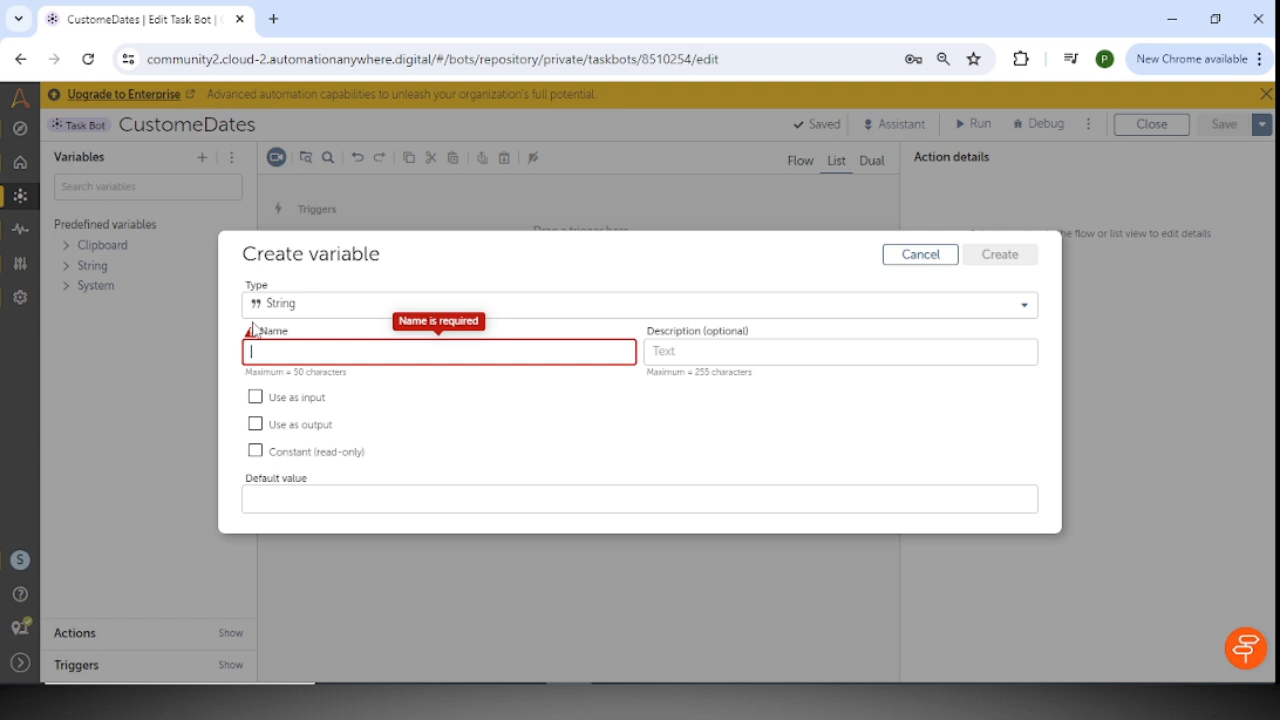 CustomeDates | Edit Task Bot |
community2.cloud-2.automationanywhere.digital/#/bots/repository/private/taskbots/8510254/edit
P
New Chrome available
Upgrade to Enterprise
Advanced automation capabilities to unleash your organization's full potential.
Task Bot
CustomeDates
Saved
Assistant
Run
Debug
Close
Save
Variables
Flow
List
Dual
Action details
Search variables
Triggers
Predefined variables
Clipboard
String
System
the flow or list view to edit details
Create variable
Cancel
Create
Type
String
Name
Name is required
Description (optional)
Text
Maximum = 50 characters
Maximum = 255 characters
Use as input
Use as output
Constant (read-only)
Default value
S
Actions
Show
Triggers
Show